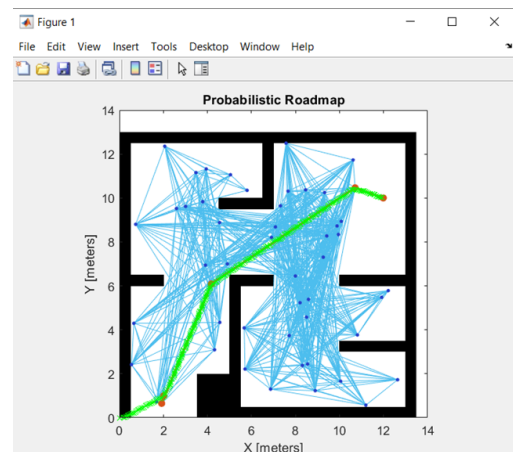 Figure 1
File Edit View Insert Tools Desktop Window Help
Probabilistic Roadmap
14
12
10
8
6
4
2
0
Y [meters]
0 2 4 6 8 10 12 14
X [meters]